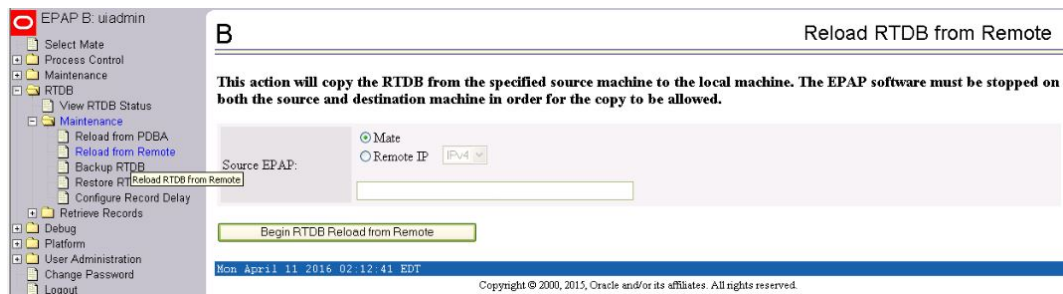 EPAP B: uiadmin
Select Mate
Process Control
Maintenance
RTDB
View RTDB Status
Maintenance
Reload from PDBA
Reload from Remote
Backup RTDB
Restore RT
Reload RTDB from Remote
Configure Record Delay
Retrieve Records
Debug
Platform
User Administration
Change Password
Logout
B
Reload RTDB from Remote
This action will copy the RTDB from the specified source machine to the local machine. The EPAP software must be stopped on
both the source and destination machine in order for the copy to be allowed.
Source EPAP:
Mate
Remote IP IPv4
Begin RTDB Reload from Remote
Mon April 11 2016 02:12:41 EDT
Copyright © 2000, 2015, Oracle and/or its affiliates. All rights reserved.